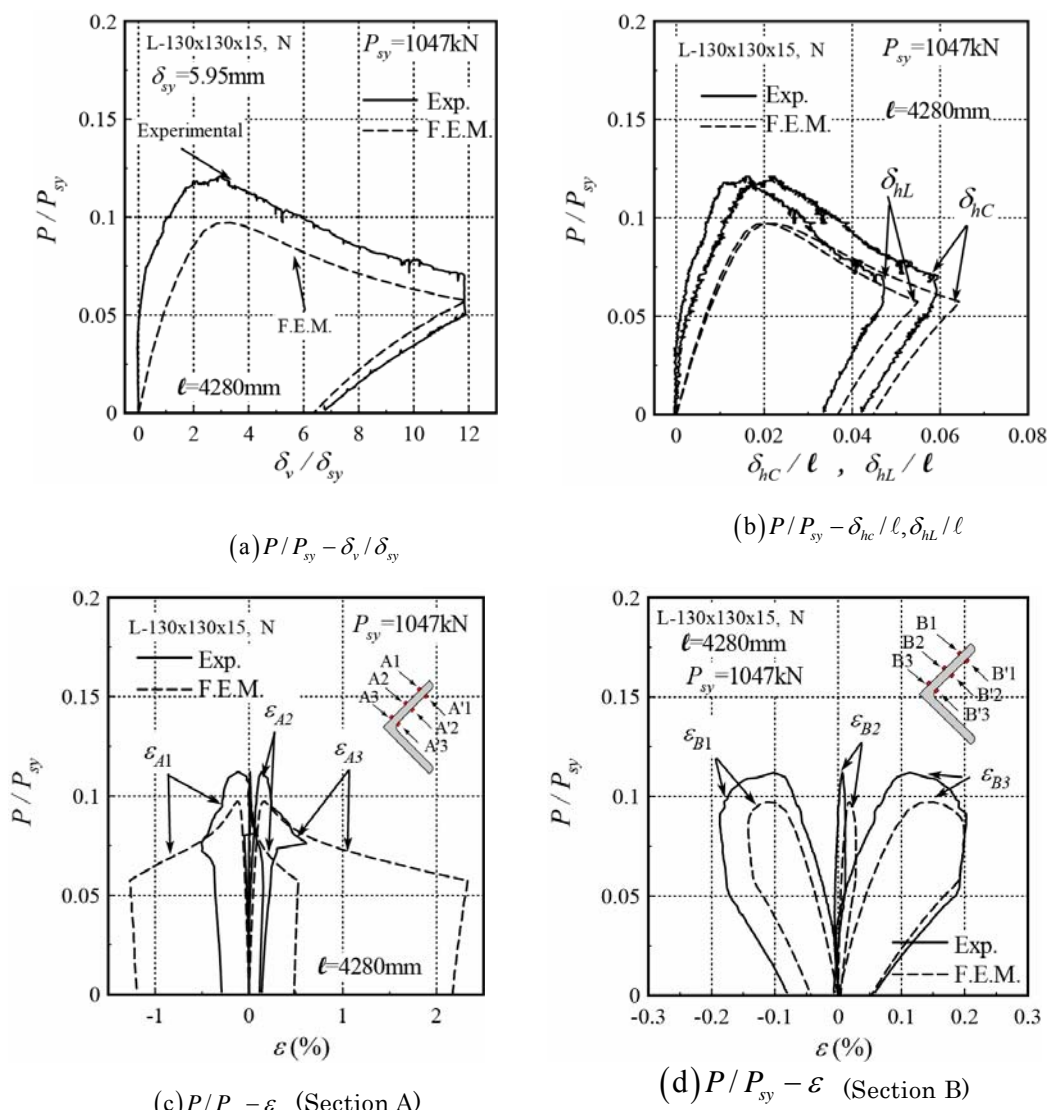 0.2
L-130x130x15, N
P_sy=1047kN
δ_sy=5.95mm
Exp.
F.E.M.
0.15
Experimental
P / P_sy
0.1
0.05
F.E.M.
ℓ=4280mm
0
0 2 4 6 8 10 12
δ_v / δ_sy
(a) P/P_sy − δ_v/δ_sy
0.2
L-130x130x15, N
P_sy=1047kN
Exp.
F.E.M.
ℓ=4280mm
0.15
δ_hL
δ_hC
P / P_sy
0.1
0.05
0
0 0.02 0.04 0.06 0.08
δ_hC / ℓ , δ_hL / ℓ
(b) P/P_sy − δ_hc/ℓ, δ_hL/ℓ
0.2
L-130x130x15, N
P_sy=1047kN
Exp.
F.E.M.
A1
A2
A3
A'1
A'2
A'3
0.15
ε_A1
ε_A2
ε_A3
P / P_sy
0.1
0.05
ℓ=4280mm
0
-1 0 1 2
ε (%)
(c) P/P − ε (Section A)
0.2
L-130x130x15, N
ℓ=4280mm
P_sy=1047kN
B1
B2
B3
B'1
B'2
B'3
0.15
ε_B1
ε_B2
ε_B3
P / P_sy
0.1
0.05
Exp.
F.E.M.
0
-0.3 -0.2 -0.1 0 0.1 0.2 0.3
ε (%)
(d) P/P_sy − ε (Section B)